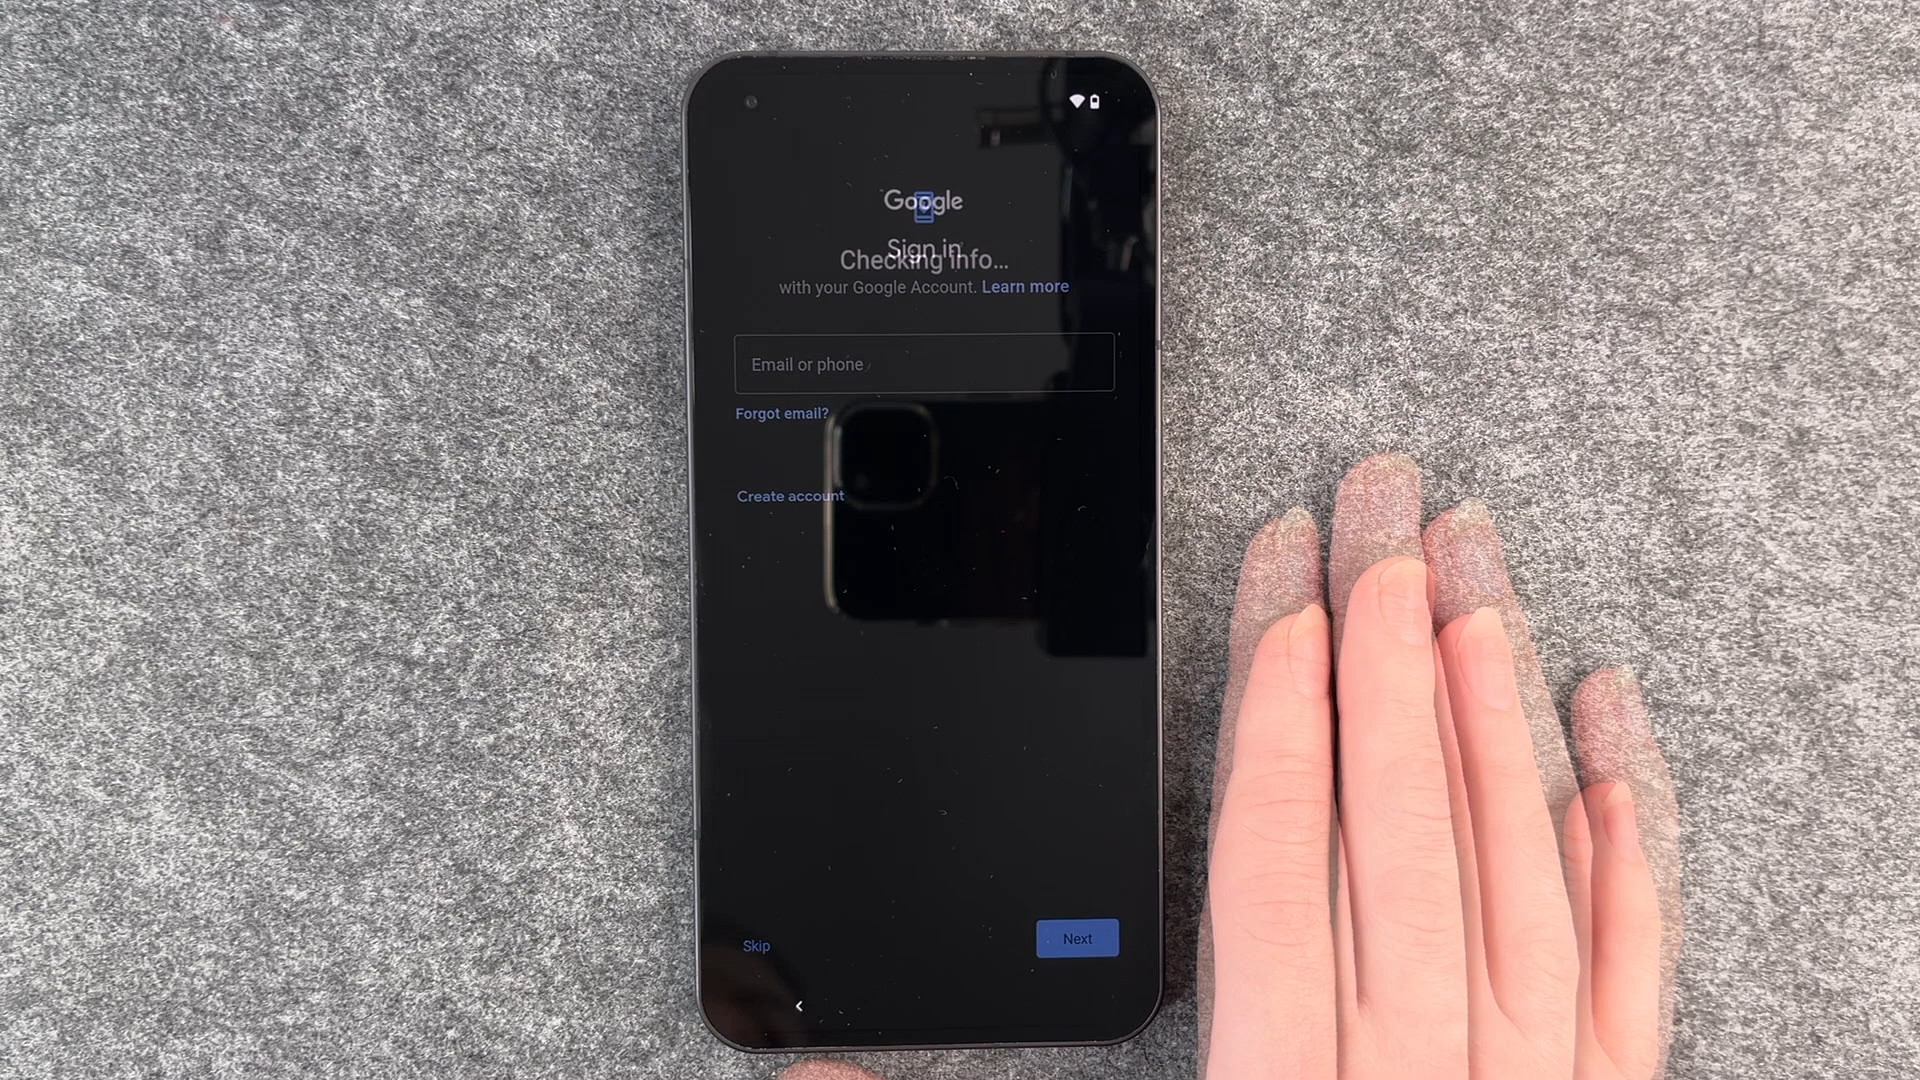 Google
Sign in
Checking info...
with your Google Account. Learn more
Email or phone
Forgot email?
Create account
Skip
Next